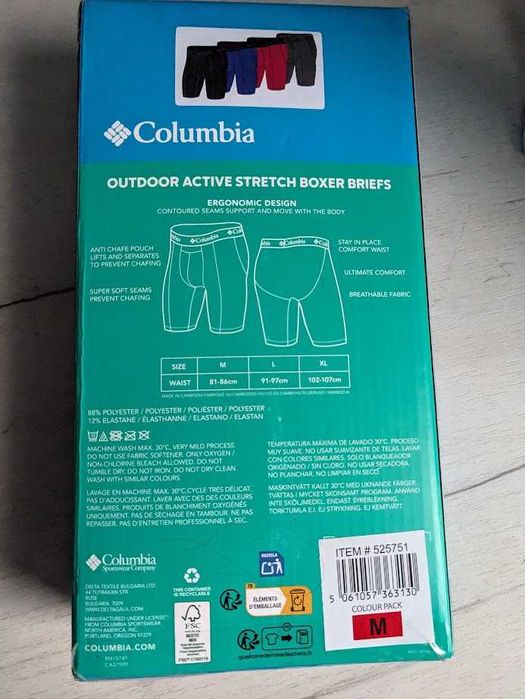 Columbia
OUTDOOR ACTIVE STRETCH BOXER BRIEFS
ERGONOMIC DESIGN
CONTOURED SEAMS SUPPORT AND MOVE WITH THE BODY
ANTI CHAFE POUCH
LIFTS AND SEPARATES
TO PREVENT CHAFING
SUPER SOFT SEAMS
PREVENT CHAFING
Columbia
Columbia
STAY IN PLACE
COMFORT WAIST
ULTIMATE COMFORT
BREATHABLE FABRIC
SIZE M L XL
WAIST 81-86cm 91-97cm 102-107cm
88% POLYESTER / POLYESTER / POLIÉSTER / POLYESTER
12% ELASTANE / ÉLASTHANNE / ELASTANO / ELASTAN
MACHINE WASH MAX. 30°C, VERY MILD PROCESS.
DO NOT USE FABRIC SOFTENER. ONLY OXYGEN /
NON-CHLORINE BLEACH ALLOWED. DO NOT
TUMBLE DRY. DO NOT IRON. DO NOT DRY CLEAN.
WASH WITH SIMILAR COLOURS
LAVAGE EN MACHINE MAX. 30°C.CYCLE TRÈS DÉLICAT.
PAS D'ADOUCISSANT. LAVER AVEC DES DES COULEURS
SIMILAIRES. PRODUITS DE BLANCHIMENT OXYGÉNÉS
UNIQUEMENT. PAS DE SÉCHAGE EN TAMBOUR. NE PAS
REPASSER. PAS D'ENTRETIEN PROFESSIONNEL À SEC.
TEMPERATURA MÁXIMA DE LAVADO 30°C. PROCESO
MUY SUAVE. NO USAR SUAVIZANTE DE TELAS. LAVAR
CON COLORES SIMILARES. SOLO BLANQUEADOR
OXIGENADO / SIN CLORO. NO USAR SECADORA.
NO PLANCHAR. NO LIMPIAR EN SECO.
MASKINTVÄTT KALLT 30°C MED LIKNANDE FÄRGER.
TVÄTTAS I MYCKET SKONSAMT PROGRAM. ANVÄND
INTE SKÖLJMEDEL. ENDAST SYREBLEKNING.
TORKTUMLA EJ. EJ STRYKNING. EJ KEMTVÄTT.
Columbia
Sportswear Company
DELTA TEXTILE BULGARIA LTD
44 TUTRAKAN STR
RUSE
BULGARIA 7009
WWW.DELTAGALIL.COM
MANUFACTURED UNDER LICENSE
FROM COLUMBIA SPORTSWEAR
NORTH AMERICA, INC.
PORTLAND, OREGON 97229
COLUMBIA.COM
THIS CONTAINER
IS RECYCLABLE
FSC
RECICLA
FR
ÉLÉMENTS
D'EMBALLAGE
FR
quefairedemesdechets.fr
ITEM # 525751
5 061057 363130
COLOUR PACK
M